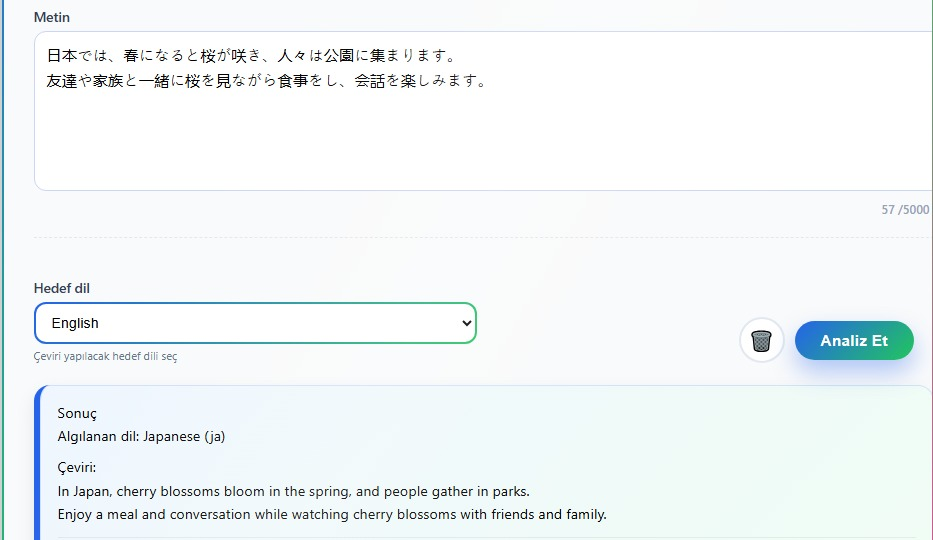 Metin
日本では、春になると桜が咲き、人々は公園に集まります。
友達や家族と一緒に桜を見ながら食事をし、会話を楽しみます。
57 /5000
Hedef dil
English
Çeviri yapılacak hedef dili seç
Analiz Et
Sonuç
Algılanan dil: Japanese (ja)
Çeviri:
In Japan, cherry blossoms bloom in the spring, and people gather in parks.
Enjoy a meal and conversation while watching cherry blossoms with friends and family.